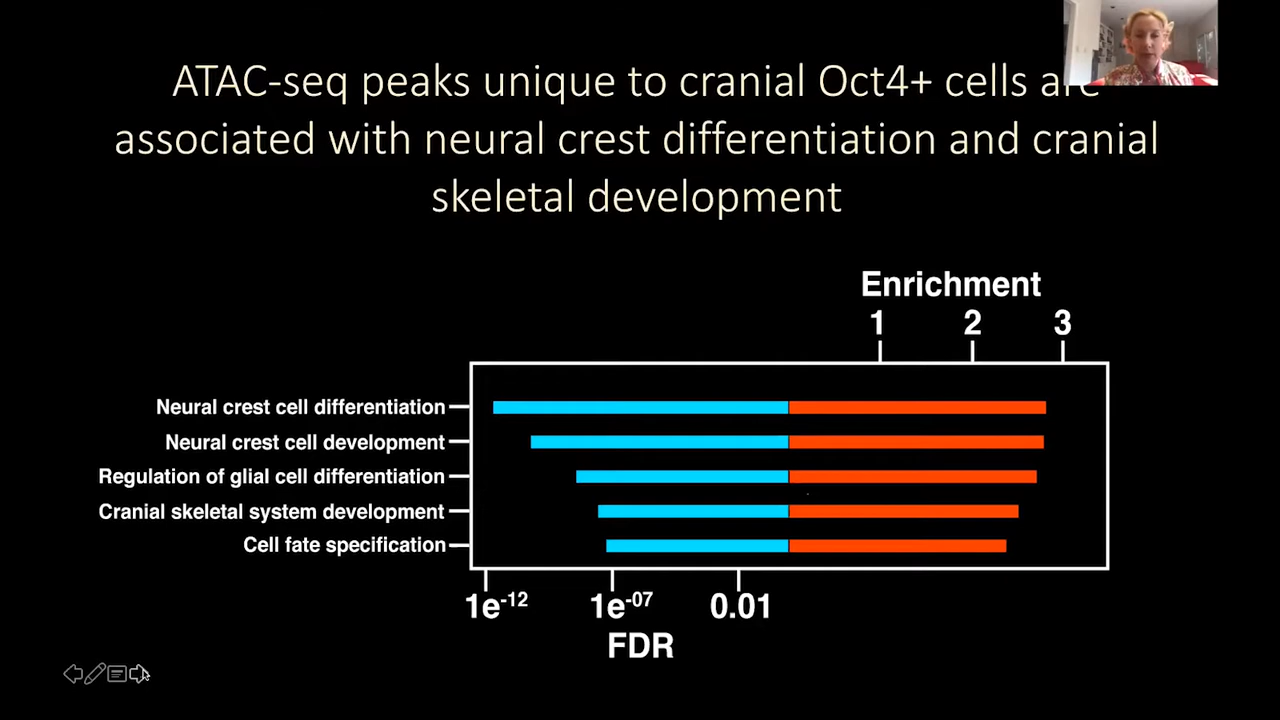 ATAC-seq peaks unique to cranial Oct4+ cells are
associated with neural crest differentiation and cranial
skeletal development
Enrichment
1 2 3
Neural crest cell differentiation
Neural crest cell development
Regulation of glial cell differentiation
Cranial skeletal system development
Cell fate specification
1e-12 1e-07 0.01
FDR